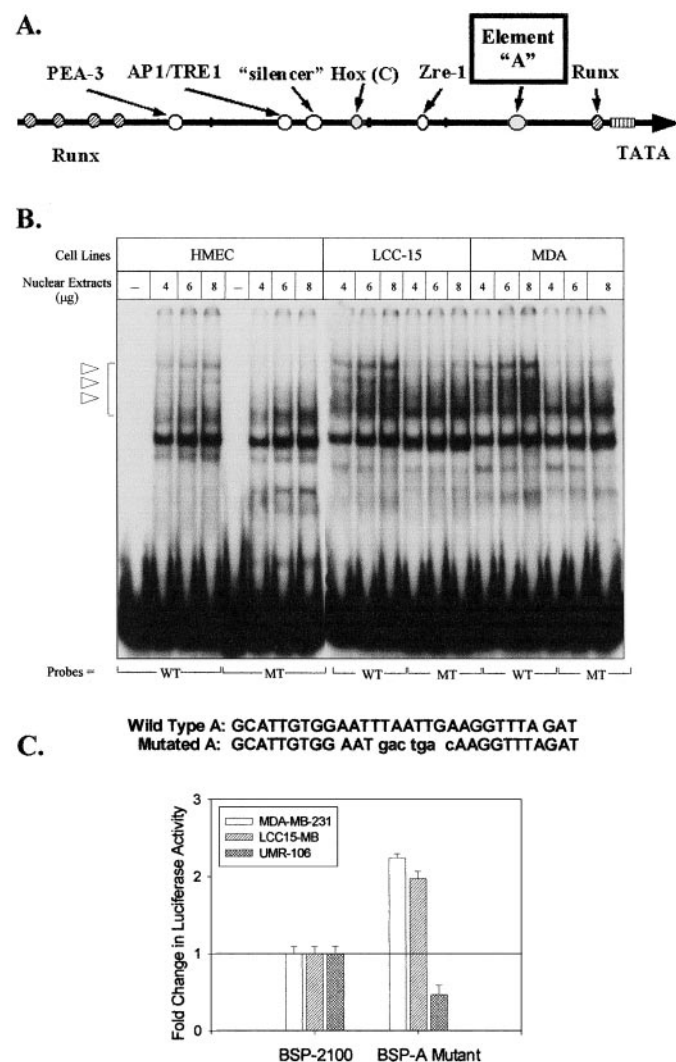 A.
PEA-3 AP1/TRE1 "silencer" Hox (C) Zre-1 Element "A" Runx
Runx TATA
B.
Cell Lines HMEC LCC-15 MDA
Nuclear Extracts (µg) – 4 6 8 – 4 6 8 4 6 8 4 6 8 4 6 8 4 6 8
Probes = WT MT WT MT WT MT
Wild Type A: GCATTGTGGAATTTAATTGAAGGTTTA GAT
Mutated A: GCATTGTGG AAT gac tga cAAGGTTTAGAT
C.
Fold Change in Luciferase Activity
3
2
1
0
MDA-MB-231
LCC15-MB
UMR-106
BSP-2100 BSP-A Mutant